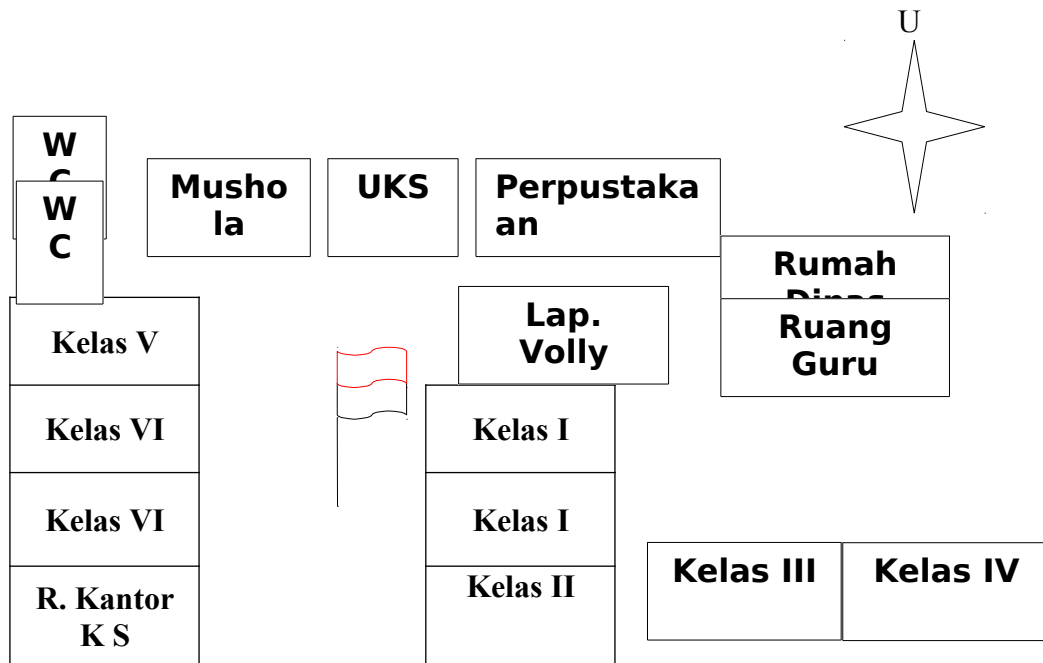 U
W
C
W
C
Musho
la
UKS
Perpustaka
an
Rumah
Dinas
Ruang
Guru
Lap.
Volly
Kelas V
Kelas VI
Kelas VI
R. Kantor
K S
Kelas I
Kelas I
Kelas II
Kelas III
Kelas IV